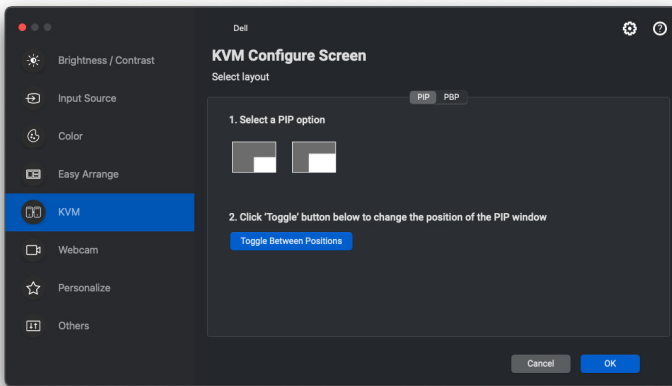 Dell
Brightness / Contrast
Input Source
Color
Easy Arrange
KVM
Webcam
Personalize
Others
KVM Configure Screen
Select layout
PIP PBP
1. Select a PIP option
2. Click 'Toggle' button below to change the position of the PIP window
Toggle Between Positions
Cancel OK